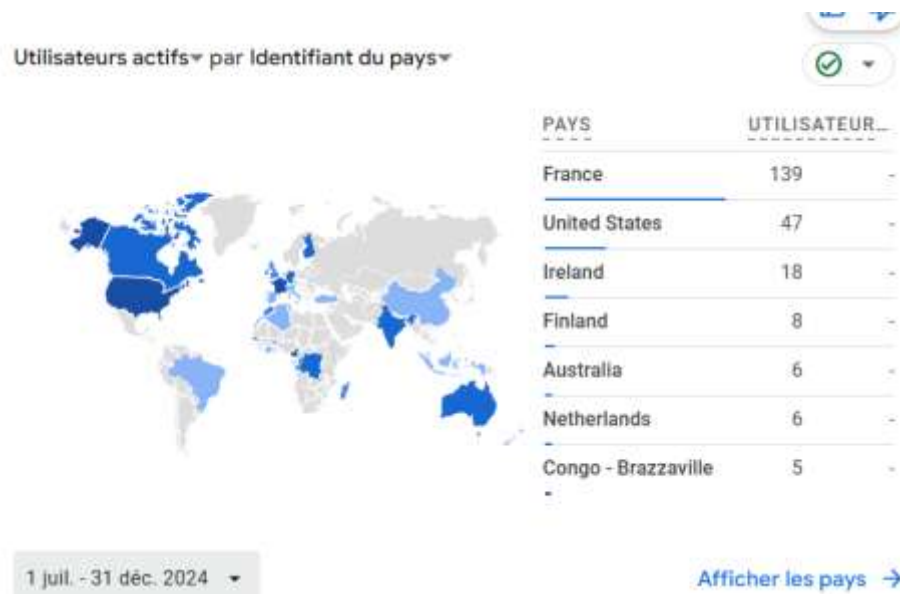 Utilisateurs actifs par Identifiant du pays
PAYS UTILISATEUR...
France 139 -
United States 47 -
Ireland 18 -
Finland 8 -
Australia 6 -
Netherlands 6 -
Congo - Brazzaville 5 -
1 juil. - 31 déc. 2024
Afficher les pays